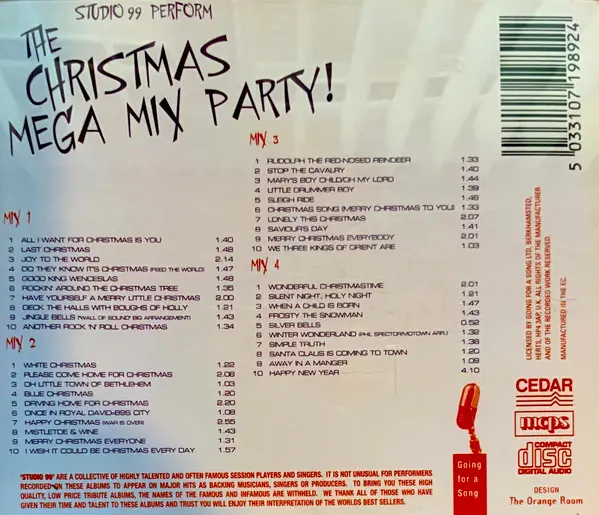 STUDIO 99 PERFORM
THE
CHRISTMAS
MEGA MIX PARTY!
MIX 1
1 ALL I WANT FOR CHRISTMAS IS YOU 1.40
2 LAST CHRISTMAS 1.48
3 JOY TO THE WORLD 2.14
4 DO THEY KNOW IT'S CHRISTMAS (FEED THE WORLD) 1.47
5 GOOD KING WENCESLAS 1.48
6 ROCKIN' AROUND THE CHRISTMAS TREE 1.35
7 HAVE YOURSELF A MERRY LITTLE CHRISTMAS 2.00
8 DECK THE HALLS WITH BOUGHS OF HOLLY 1.21
9 JINGLE BELLS (WALL OF SOUND/ BIG ARRANGEMENT) 1.43
10 ANOTHER ROCK 'N' ROLL CHRISTMAS 1.34
MIX 2
1 WHITE CHRISTMAS 1.22
2 PLEASE COME HOME FOR CHRISTMAS 2.08
3 OH LITTLE TOWN OF BETHLEHEM 1.03
4 BLUE CHRISTMAS 1.20
5 DRIVING HOME FOR CHRISTMAS 2.20
6 ONCE IN ROYAL DAVID=S CITY 1.08
7 HAPPY CHRISTMAS (WAR IS OVER) 2.55
8 MISTLETOE & WINE 1.43
9 MERRY CHRISTMAS EVERYONE 1.31
10 I WISH IT COULD BE CHRISTMAS EVERY DAY 1.57
MIX 3
1 RUDOLPH THE RED-NOSED REINDEER 1.33
2 STOP THE CAVALRY 1.40
3 MARY'S BOY CHILD/OH MY LORD 1.44
4 LITTLE DRUMMER BOY 1.39
5 SLEIGH RIDE 1.46
6 CHRISTMAS SONG (MERRY CHRISTMAS TO YOU) 1.33
7 LONELY THIS CHRISTMAS 2.07
8 SAVIOUR'S DAY 1.41
9 MERRY CHRISTMAS EVERYBODY 2.01
10 WE THREE KINGS OF ORIENT ARE 1.03
MIX 4
1 WONDERFUL CHRISTMASTIME 2.01
2 SILENT NIGHT, HOLY NIGHT 1.21
3 WHEN A CHILD IS BORN 1.47
4 FROSTY THE SNOWMAN 1.43
5 SILVER BELLS 0.52
6 WINTER WONDERLAND (PHIL SPECTOR/MOTOWN ARR.) 1.32
7 SIMPLE TRUTH 1.38
8 SANTA CLAUS IS COMING TO TOWN 1.20
9 AWAY IN A MANGER 1.09
10 HAPPY NEW YEAR 4.10
'STUDIO 99' ARE A COLLECTIVE OF HIGHLY TALENTED AND OFTEN FAMOUS SESSION PLAYERS AND SINGERS. IT IS NOT UNUSUAL FOR PERFORMERS
RECORDED ON THESE ALBUMS TO APPEAR ON MAJOR HITS AS BACKING MUSICIANS, SINGERS OR PRODUCERS. TO BRING YOU THESE HIGH
QUALITY, LOW PRICE TRIBUTE ALBUMS, THE NAMES OF THE FAMOUS AND INFAMOUS ARE WITHHELD. WE THANK ALL OF THOSE WHO HAVE
GIVEN THEIR TIME AND TALENT TO THESE ALBUMS AND TRUST YOU WILL ENJOY THEIR INTERPRETATION OF THE WORLDS BEST SELLERS.
Going
for a
Song
5 033107 198924
LICENSED BY GOING FOR A SONG LTD, BERKHAMSTED,
HERTS, HP4 3AP, U.K. ALL RIGHTS OF THE MANUFACTURER
AND OF THE RECORDED WORK RESERVED.
MANUFACTURED IN THE EC.
CEDAR
mcps
COMPACT
disc
DIGITAL AUDIO
DESIGN
The Orange Room